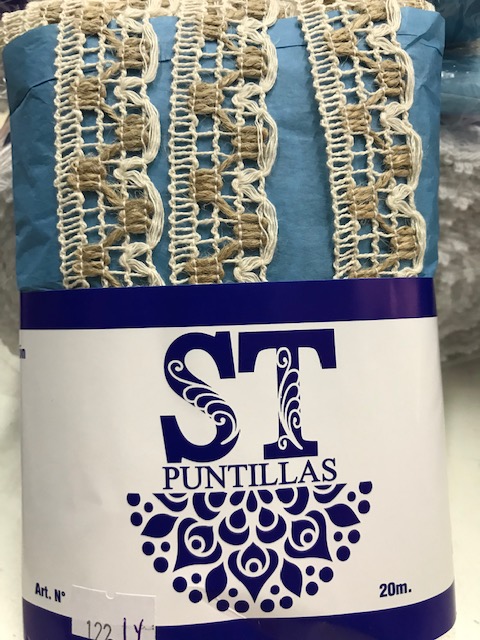 ST
PUNTILLAS
Art. N°
20m.
122